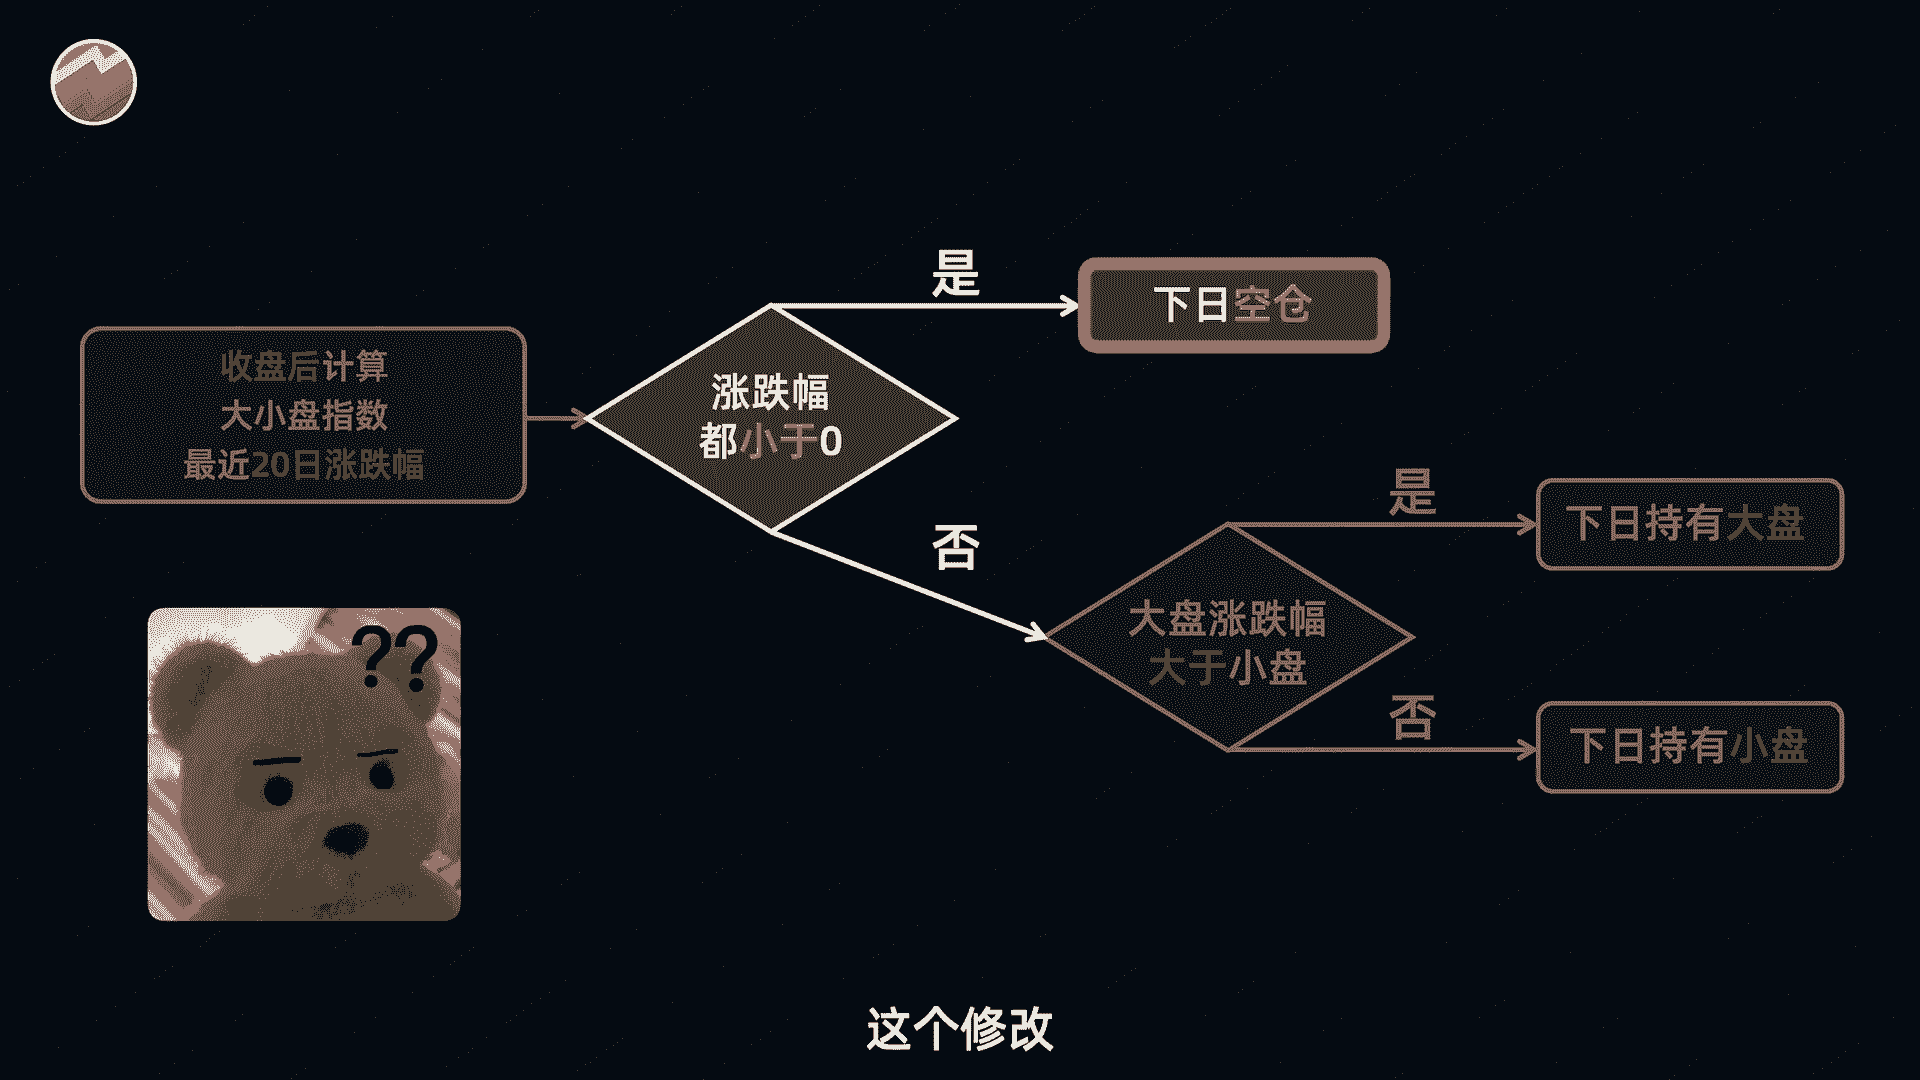 收盘后计算
大小盘指数
最近20日涨跌幅
涨跌幅
都小于0
是
下日空仓
否
大盘涨跌幅
大于小盘
是
下日持有大盘
否
下日持有小盘
??
这个修改